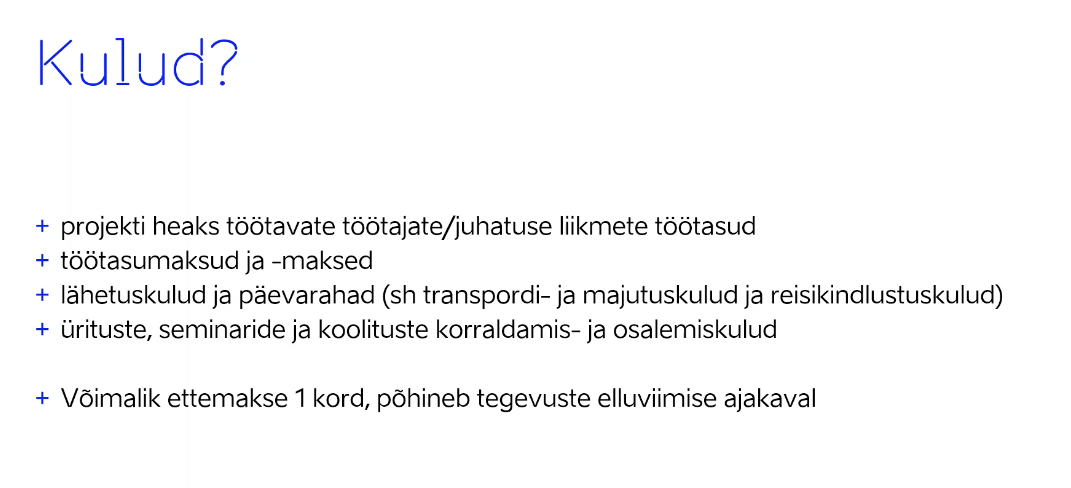 Kulud?
+ projekti heaks töötavate töötajate/juhatuse liikmete töötasud
+ töötasumaksud ja -maksed
+ lähetuskulud ja päevarahad (sh transpordi- ja majutuskulud ja reisikindlustuskulud)
+ ürituste, seminaride ja koolituste korraldamis- ja osalemiskulud
+ Võimalik ettemakse 1 kord, põhineb tegevuste elluviimise ajakaval